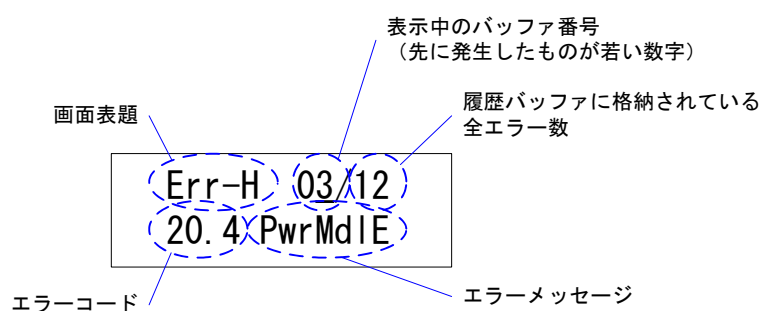 表示中のバッファ番号
（先に発生したものが若い数字）
履歴バッファに格納されている
全エラー数
画面表題
Err-H 03/12
20.4 PwrMdlE
エラーコード
エラーメッセージ